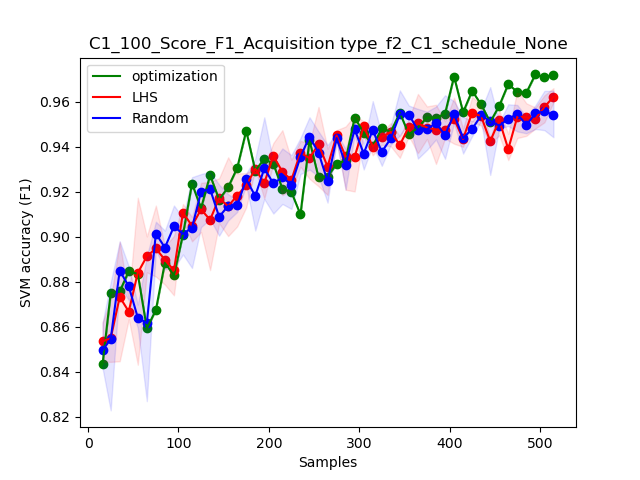 C1_100_Score_F1_Acquisition type_f2_C1_schedule_None
optimization
LHS
Random
SVM accuracy (F1)
0.96
0.94
0.92
0.90
0.88
0.86
0.84
0.82
0 100 200 300 400 500
Samples